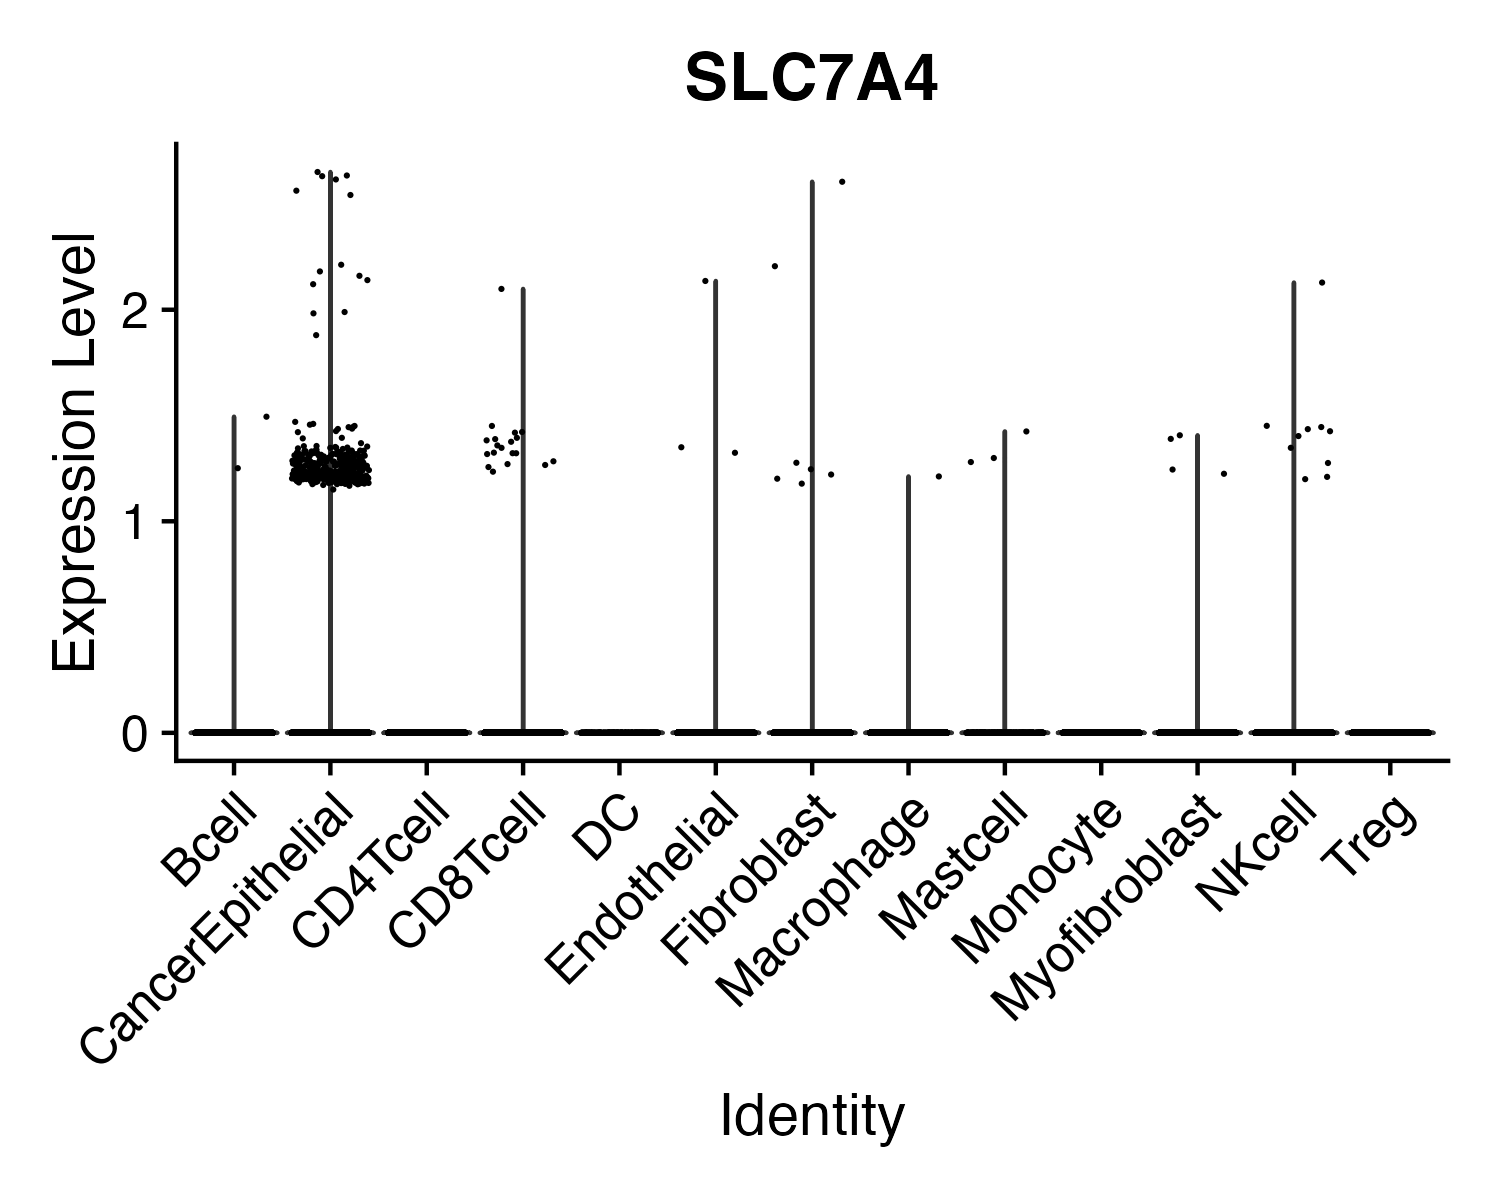 SLC7A4
Expression Level
2
1
0
Bcell
CancerEpithelial
CD4Tcell
CD8Tcell
DC
Endothelial
Fibroblast
Macrophage
Mastcell
Monocyte
Myofibroblast
NKcell
Treg
Identity